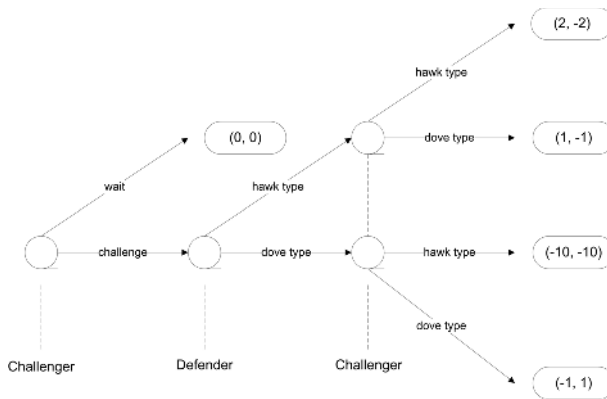 (2, -2)
hawk type
(0, 0)
dove type
(1, -1)
wait
hawk type
challenge
dove type
hawk type
(-10, -10)
dove type
Challenger
Defender
Challenger
(-1, 1)